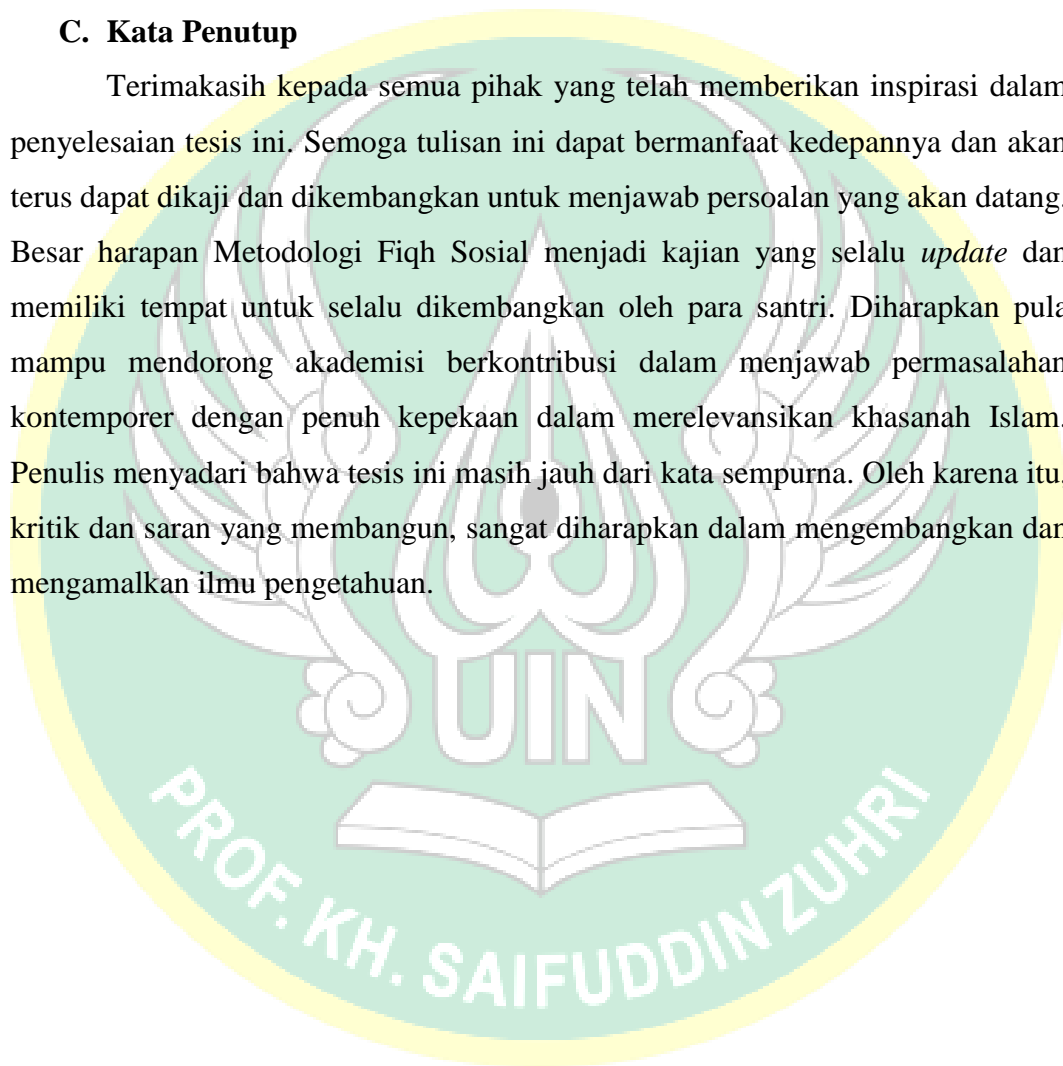 C. Kata Penutup
Terimakasih kepada semua pihak yang telah memberikan inspirasi dalam
penyelesaian tesis ini. Semoga tulisan ini dapat bermanfaat kedepannya dan akan
terus dapat dikaji dan dikembangkan untuk menjawab persoalan yang akan datang.
Besar harapan Metodologi Fiqh Sosial menjadi kajian yang selalu update dan
memiliki tempat untuk selalu dikembangkan oleh para santri. Diharapkan pula
mampu mendorong akademisi berkontribusi dalam menjawab permasalahan
kontemporer dengan penuh kepekaan dalam merelevansikan khasanah Islam.
Penulis menyadari bahwa tesis ini masih jauh dari kata sempurna. Oleh karena itu,
kritik dan saran yang membangun, sangat diharapkan dalam mengembangkan dan
mengamalkan ilmu pengetahuan.
UIN
PROF. KH. SAIFUDDIN ZUHRI